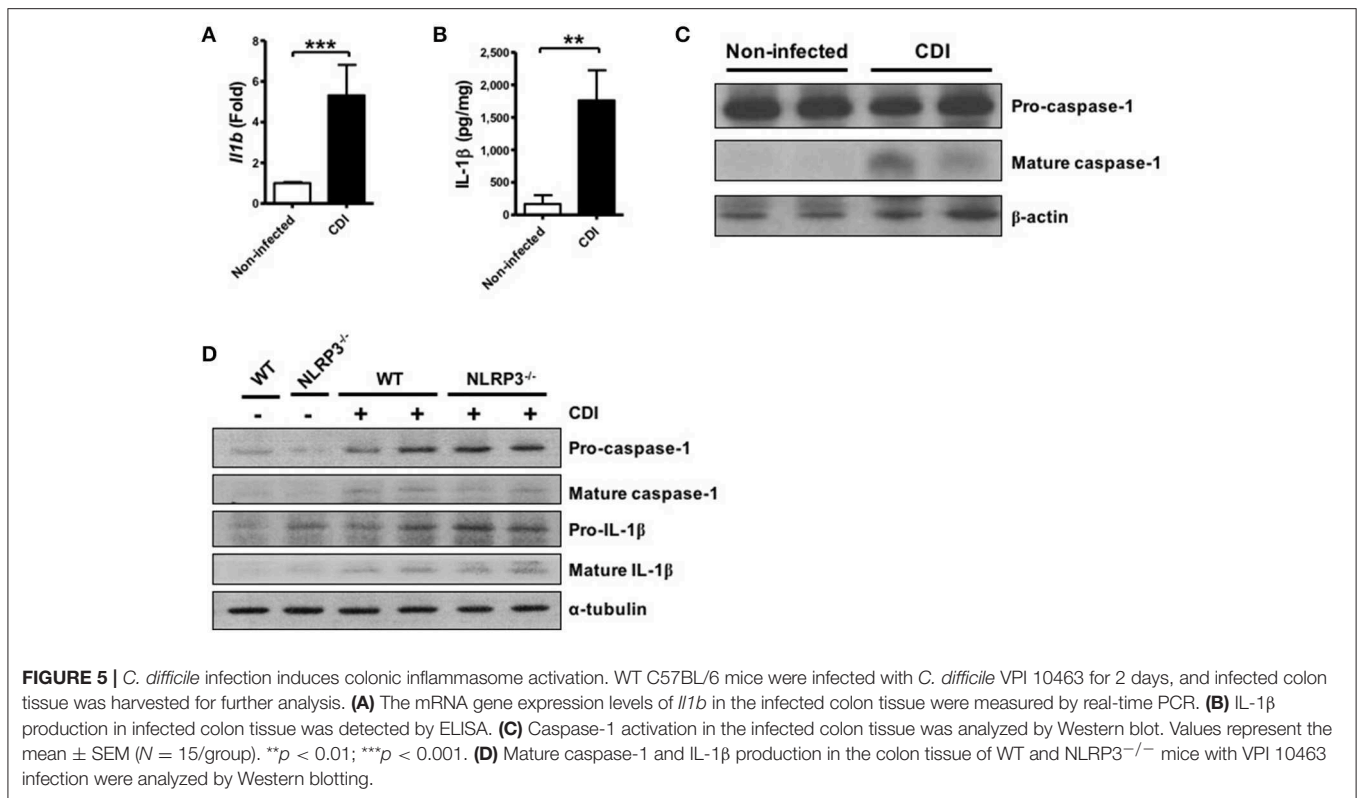 A
***
Il1b (Fold)
8
6
4
2
0
Non-infected
CDI
B
**
IL-1β (pg/mg)
2,500
2,000
1,500
1,000
500
0
Non-infected
CDI
C
Non-infected CDI
Pro-caspase-1
Mature caspase-1
β-actin
D
WT NLRP3-/- WT NLRP3-/-
- - + + + + CDI
Pro-caspase-1
Mature caspase-1
Pro-IL-1β
Mature IL-1β
α-tubulin
FIGURE 5 | C. difficile infection induces colonic inflammasome activation. WT C57BL/6 mice were infected with C. difficile VPI 10463 for 2 days, and infected colon
tissue was harvested for further analysis. (A) The mRNA gene expression levels of Il1b in the infected colon tissue were measured by real-time PCR. (B) IL-1β
production in infected colon tissue was detected by ELISA. (C) Caspase-1 activation in the infected colon tissue was analyzed by Western blot. Values represent the
mean ± SEM (N = 15/group). **p < 0.01; ***p < 0.001. (D) Mature caspase-1 and IL-1β production in the colon tissue of WT and NLRP3−/− mice with VPI 10463
infection were analyzed by Western blotting.